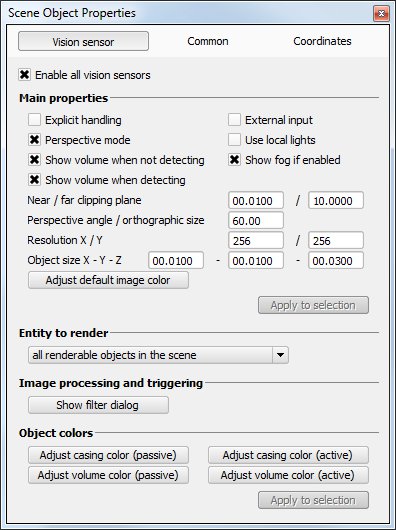 Scene Object Properties
Vision sensor Common Coordinates
Enable all vision sensors
Main properties
Explicit handling External input
Perspective mode Use local lights
Show volume when not detecting Show fog if enabled
Show volume when detecting
Near / far clipping plane 00.0100 / 10.0000
Perspective angle / orthographic size 60.00
Resolution X / Y 256 / 256
Object size X - Y - Z 00.0100 - 00.0100 - 00.0300
Adjust default image color
Apply to selection
Entity to render
all renderable objects in the scene
Image processing and triggering
Show filter dialog
Object colors
Adjust casing color (passive) Adjust casing color (active)
Adjust volume color (passive) Adjust volume color (active)
Apply to selection